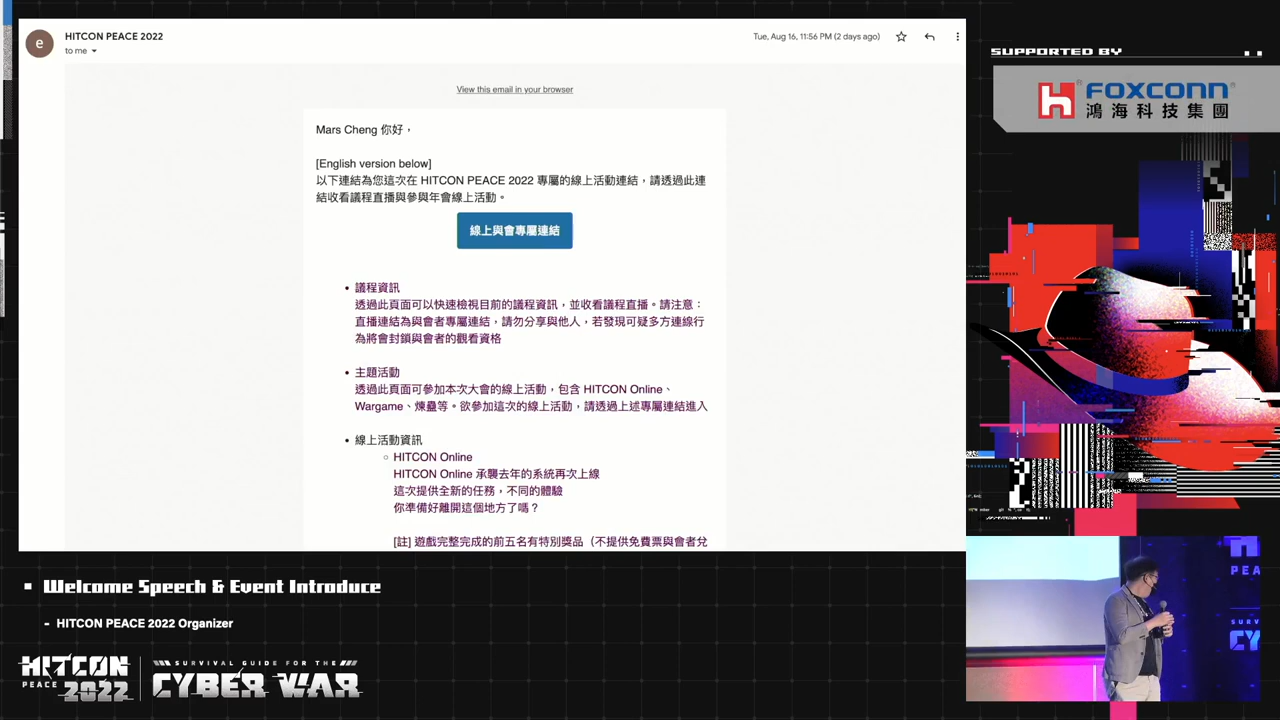 e
HITCON PEACE 2022
to me
Tue, Aug 16, 11:56 PM (2 days ago)
View this email in your browser
Mars Cheng 你好，
[English version below]
以下連結為您這次在 HITCON PEACE 2022 專屬的線上活動連結，請透過此連
結收看議程直播與參與年會線上活動。
線上與會專屬連結
• 議程資訊
透過此頁面可以快速檢視目前的議程資訊，並收看議程直播。請注意：
直播連結為與會者專屬連結，請勿分享與他人，若發現可疑多方連線行
為將會封鎖與會者的觀看資格
• 主題活動
透過此頁面可參加本次大會的線上活動，包含 HITCON Online、
Wargame、煉蠱等。欲參加這次的線上活動，請透過上述專屬連結進入
• 線上活動資訊
○ HITCON Online
HITCON Online 承襲去年的系統再次上線
這次提供全新的任務，不同的體驗
你準備好離開這個地方了嗎？
[註] 遊戲完整完成的前五名有特別獎品（不提供免費票與會者兌
SUPPORTED BY
FOXCONN®
鴻海科技集團
Welcome Speech & Event Introduce
- HITCON PEACE 2022 Organizer
HITCON
PEACE 2022
SURVIVAL GUIDE FOR THE
CYBER WAR
PEA
SURV
CY